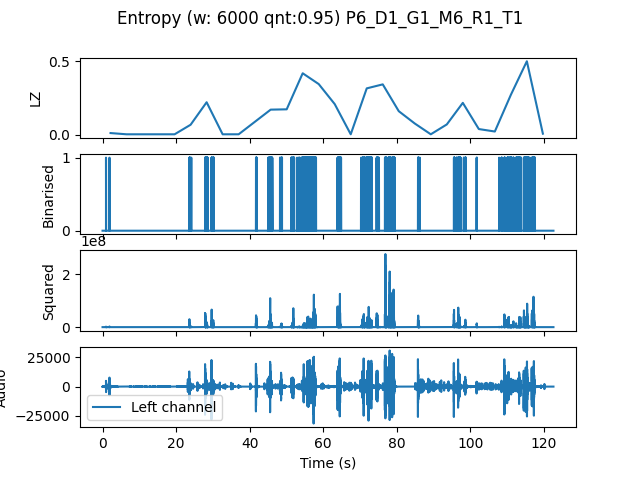 Entropy (w: 6000 qnt:0.95) P6_D1_G1_M6_R1_T1
0.5
0.0
LZ
1
0
Binarised
1e8
2
0
Squared
25000
0
−25000
Audio
Left channel
0 20 40 60 80 100 120
Time (s)